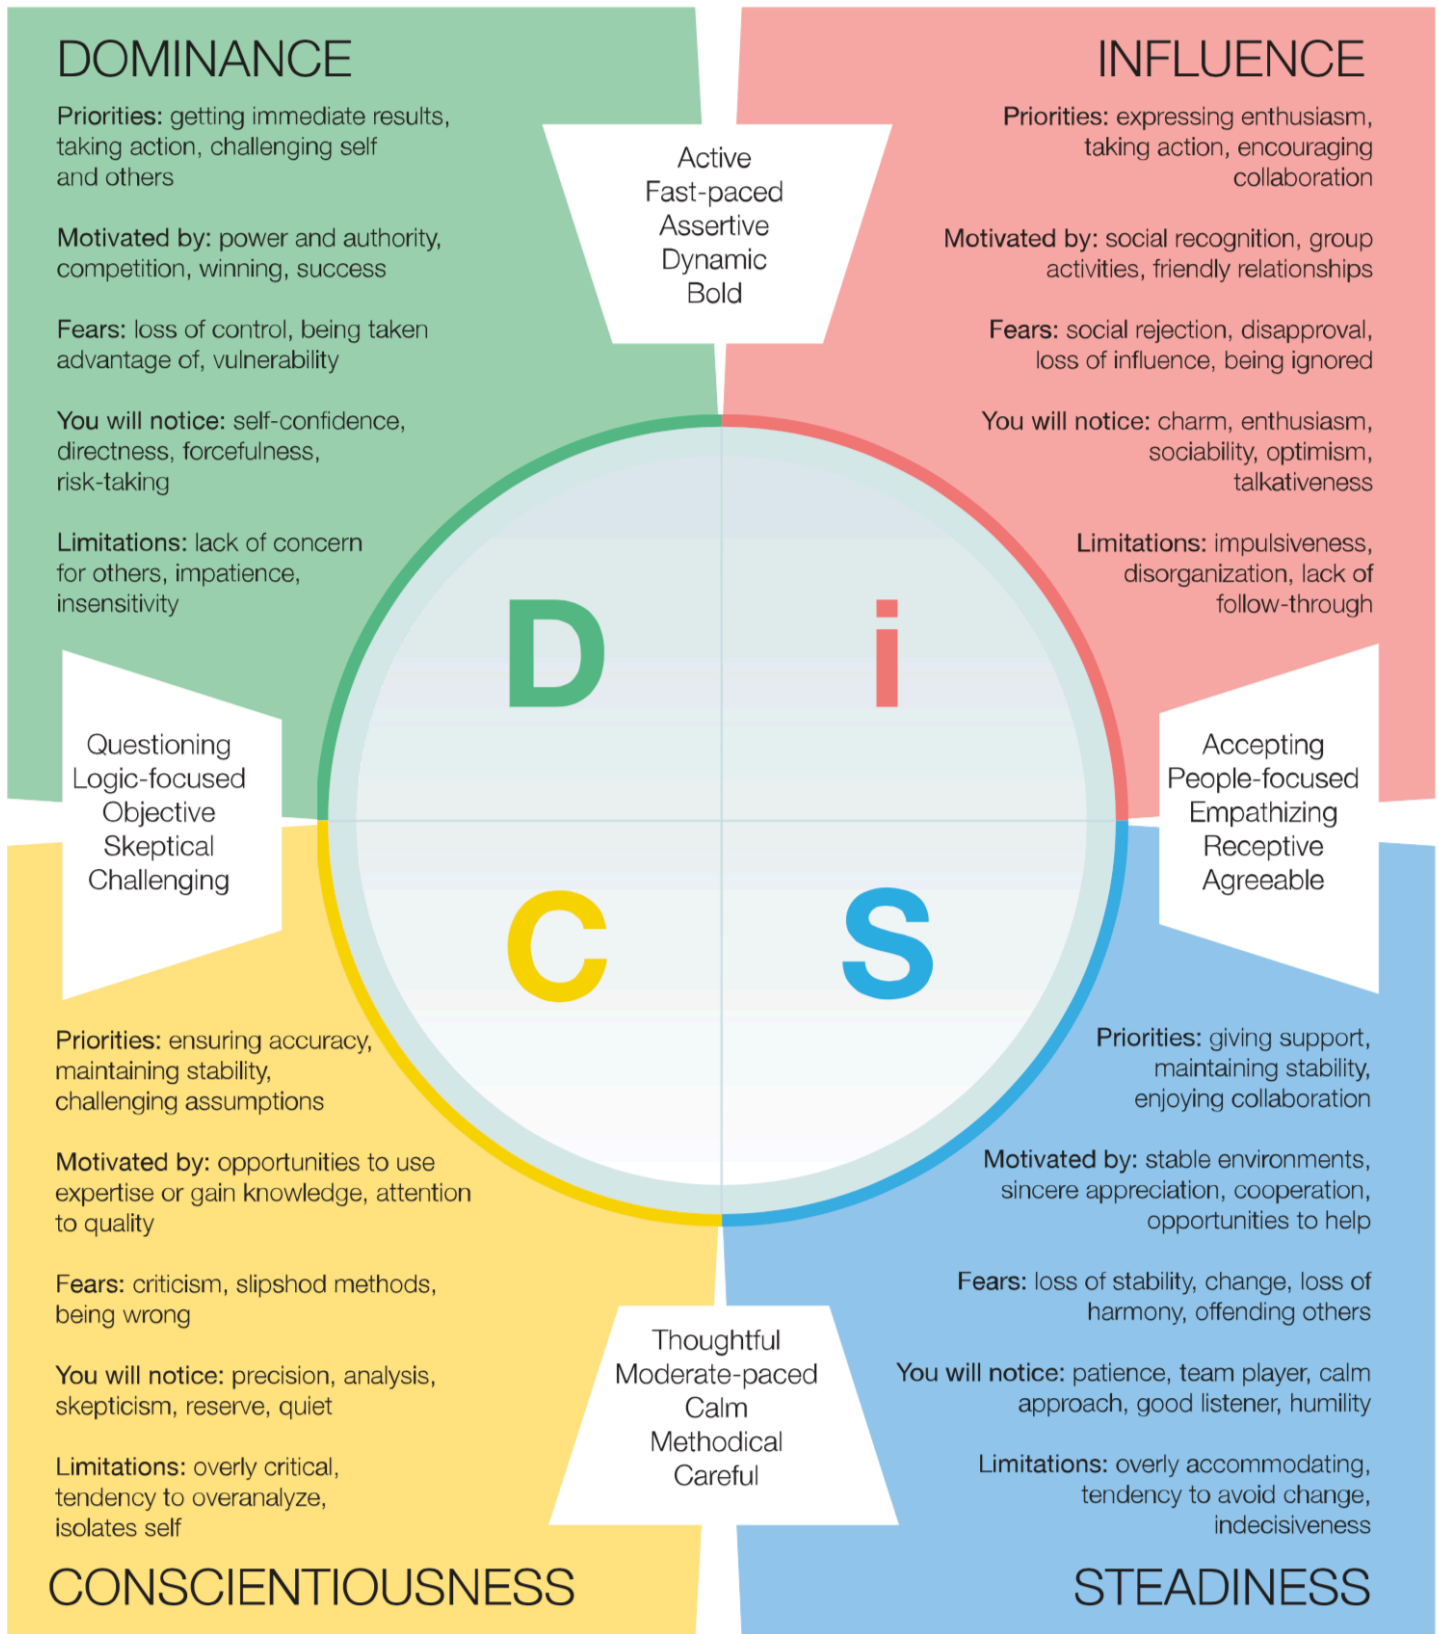 DOMINANCE
Priorities: getting immediate results,
taking action, challenging self
and others
Motivated by: power and authority,
competition, winning, success
Fears: loss of control, being taken
advantage of, vulnerability
You will notice: self-confidence,
directness, forcefulness,
risk-taking
Limitations: lack of concern
for others, impatience,
insensitivity
Active
Fast-paced
Assertive
Dynamic
Bold
INFLUENCE
Priorities: expressing enthusiasm,
taking action, encouraging
collaboration
Motivated by: social recognition, group
activities, friendly relationships
Fears: social rejection, disapproval,
loss of influence, being ignored
You will notice: charm, enthusiasm,
sociability, optimism,
talkativeness
Limitations: impulsiveness,
disorganization, lack of
follow-through
Questioning
Logic-focused
Objective
Skeptical
Challenging
D
i
C
S
Accepting
People-focused
Empathizing
Receptive
Agreeable
Priorities: ensuring accuracy,
maintaining stability,
challenging assumptions
Motivated by: opportunities to use
expertise or gain knowledge, attention
to quality
Fears: criticism, slipshod methods,
being wrong
You will notice: precision, analysis,
skepticism, reserve, quiet
Limitations: overly critical,
tendency to overanalyze,
isolates self
CONSCIENTIOUSNESS
Thoughtful
Moderate-paced
Calm
Methodical
Careful
Priorities: giving support,
maintaining stability,
enjoying collaboration
Motivated by: stable environments,
sincere appreciation, cooperation,
opportunities to help
Fears: loss of stability, change, loss of
harmony, offending others
You will notice: patience, team player, calm
approach, good listener, humility
Limitations: overly accommodating,
tendency to avoid change,
indecisiveness
STEADINESS